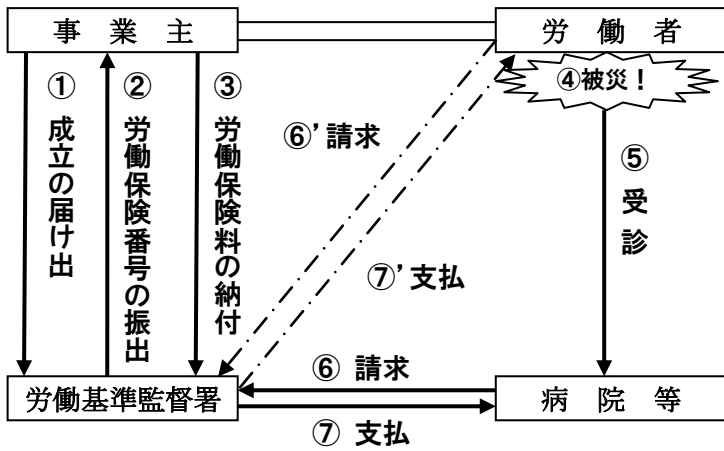 事業主
労働者
① 成立の届け出
② 労働保険番号の振出
③ 労働保険料の納付
④被災！
⑤ 受診
⑥’請求
⑦’支払
⑥ 請求
労働基準監督署
病院等
⑦ 支払